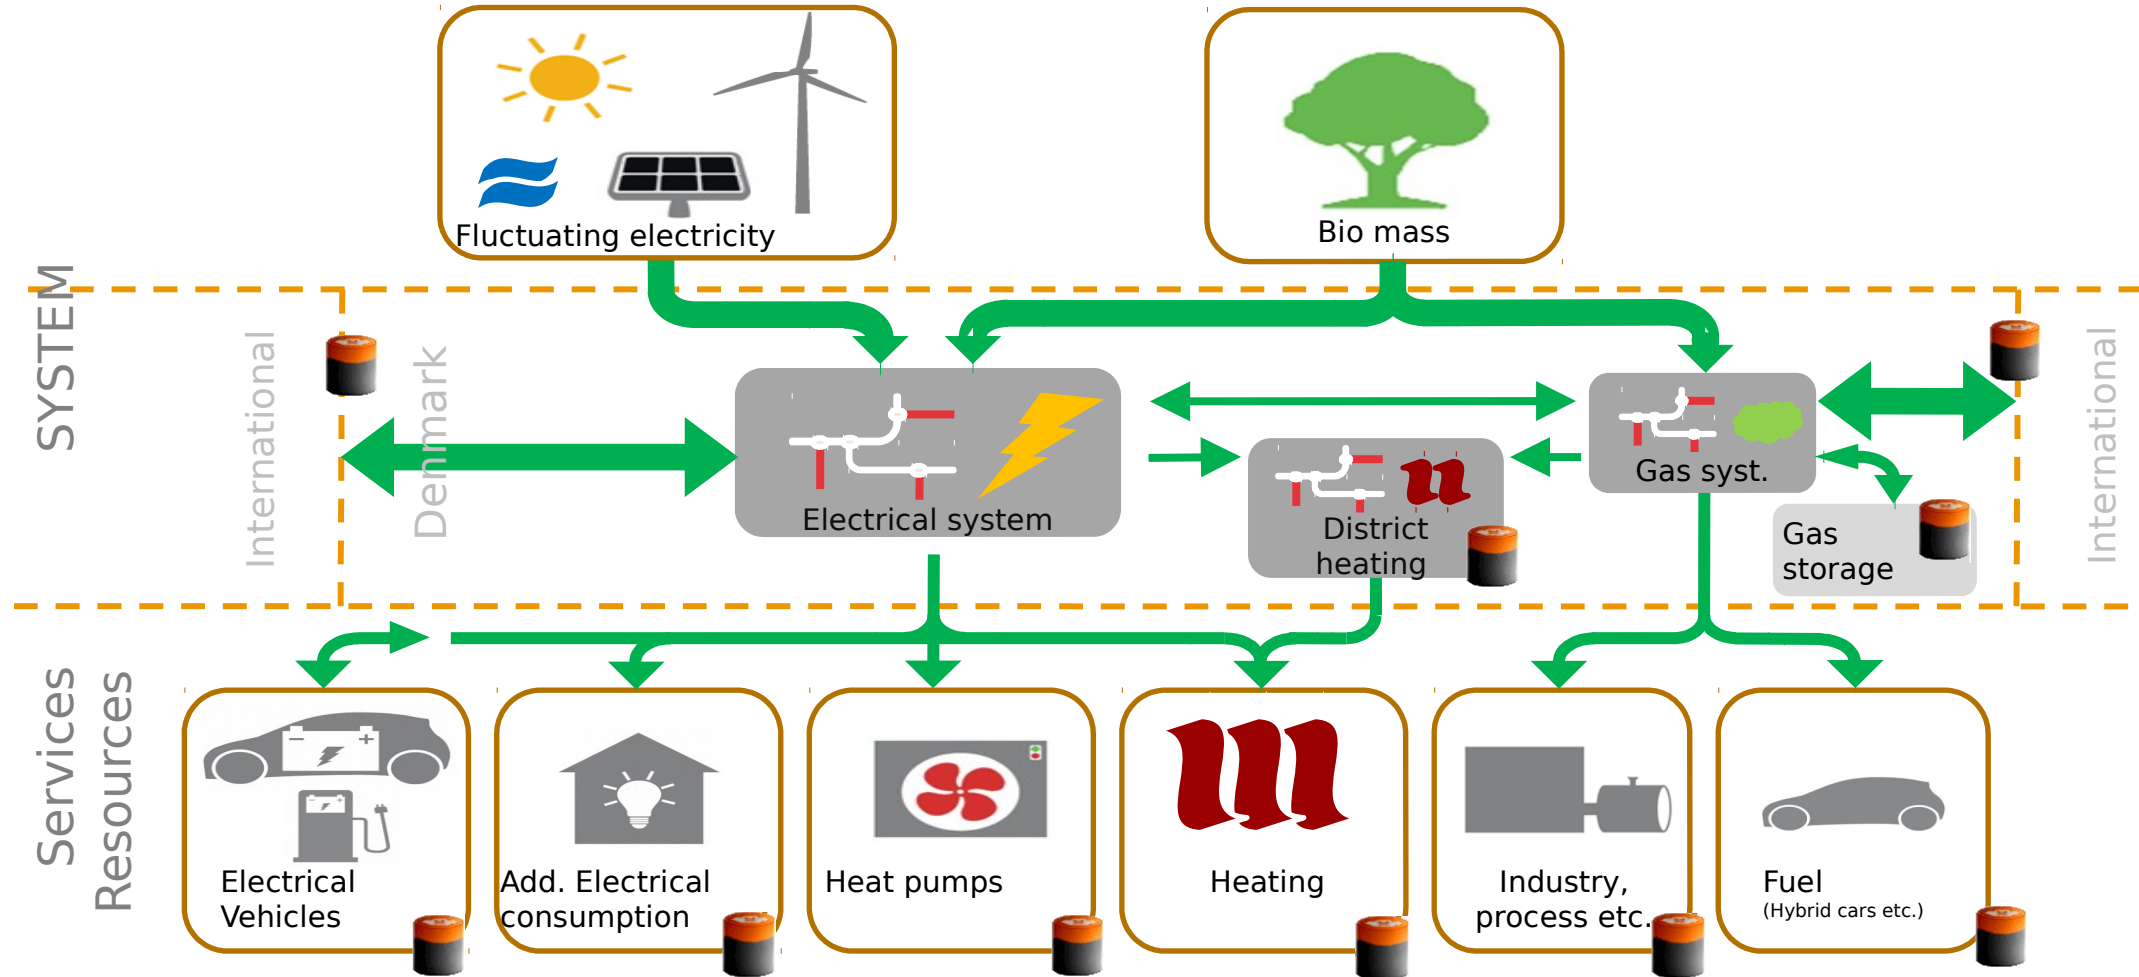 Fluctuating electricity
Bio mass
SYSTEM
International
Denmark
Electrical system
District
heating
Gas syst.
Gas
storage
International
Services
Resources
Electrical
Vehicles
Add. Electrical
consumption
Heat pumps
Heating
Industry,
process etc.
Fuel
(Hybrid cars etc.)